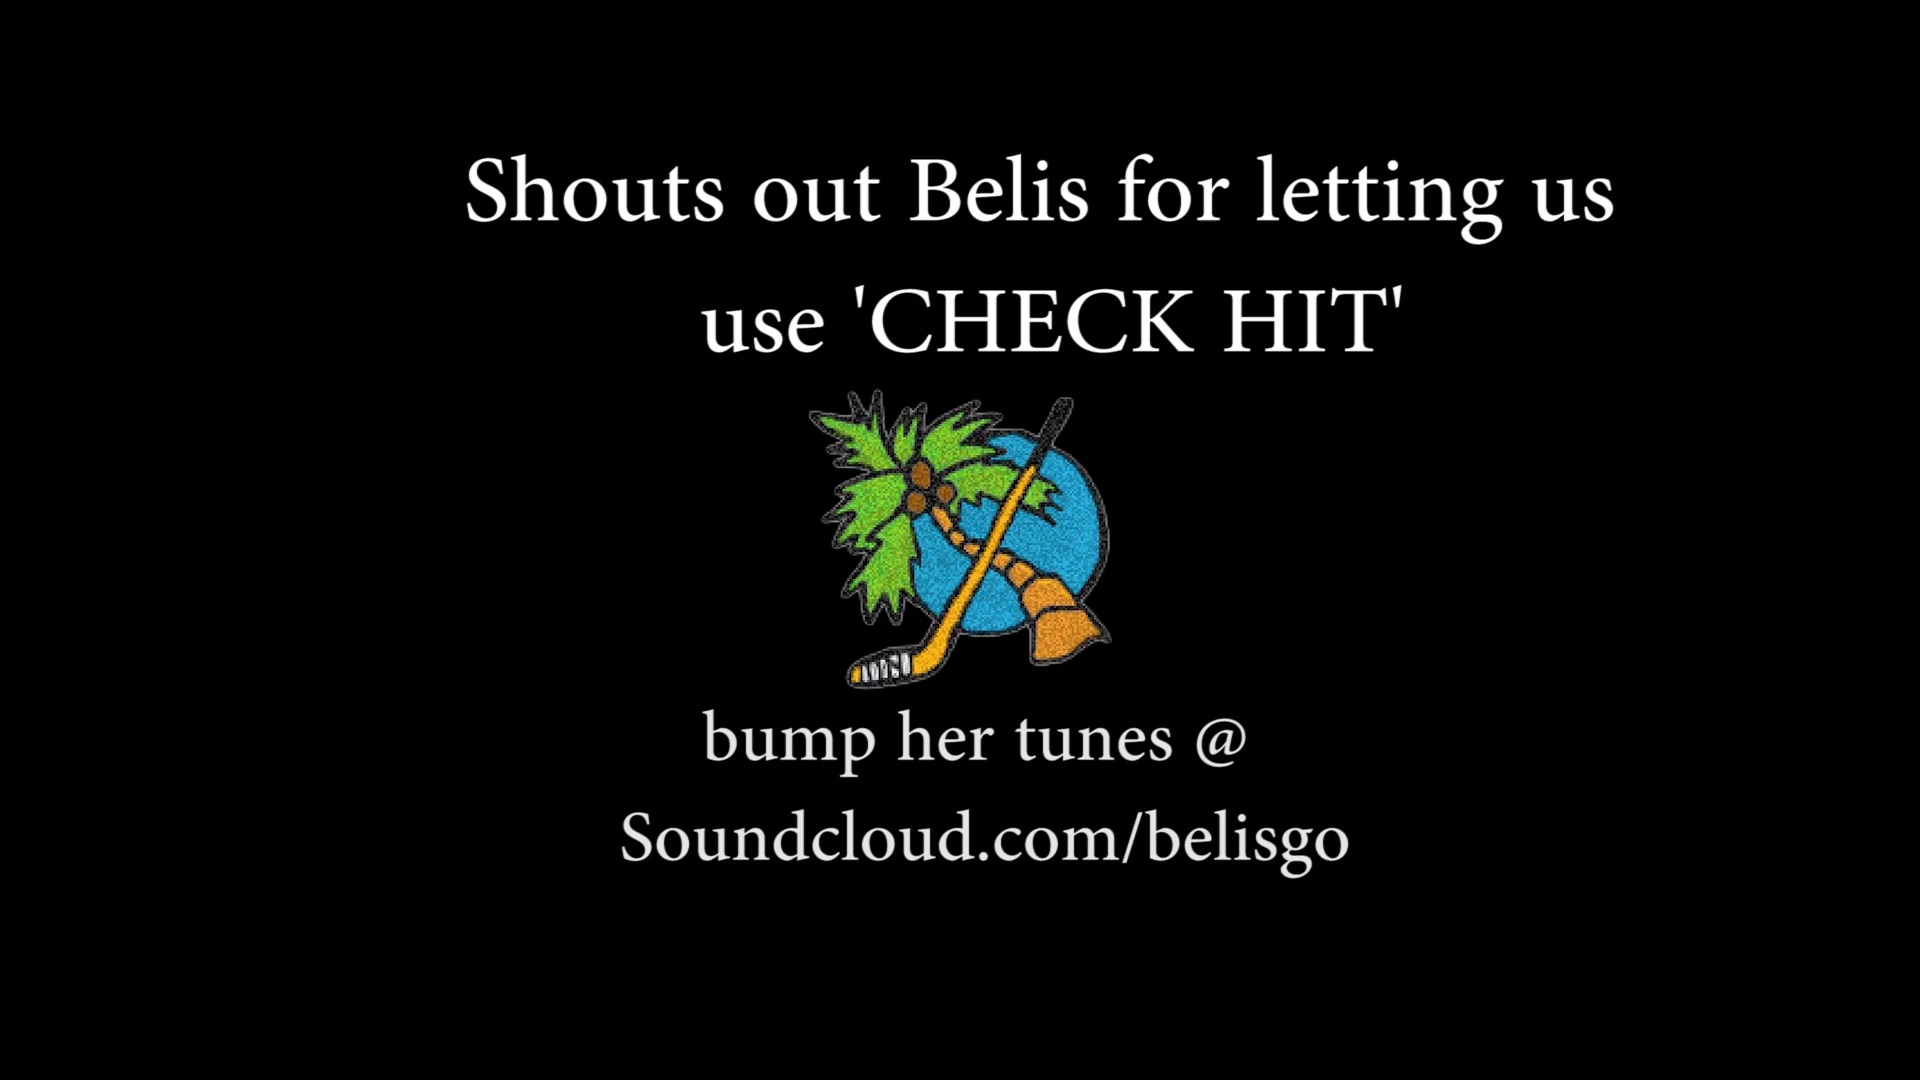 Shouts out Belis for letting us
use 'CHECK HIT'
bump her tunes @
Soundcloud.com/belisgo